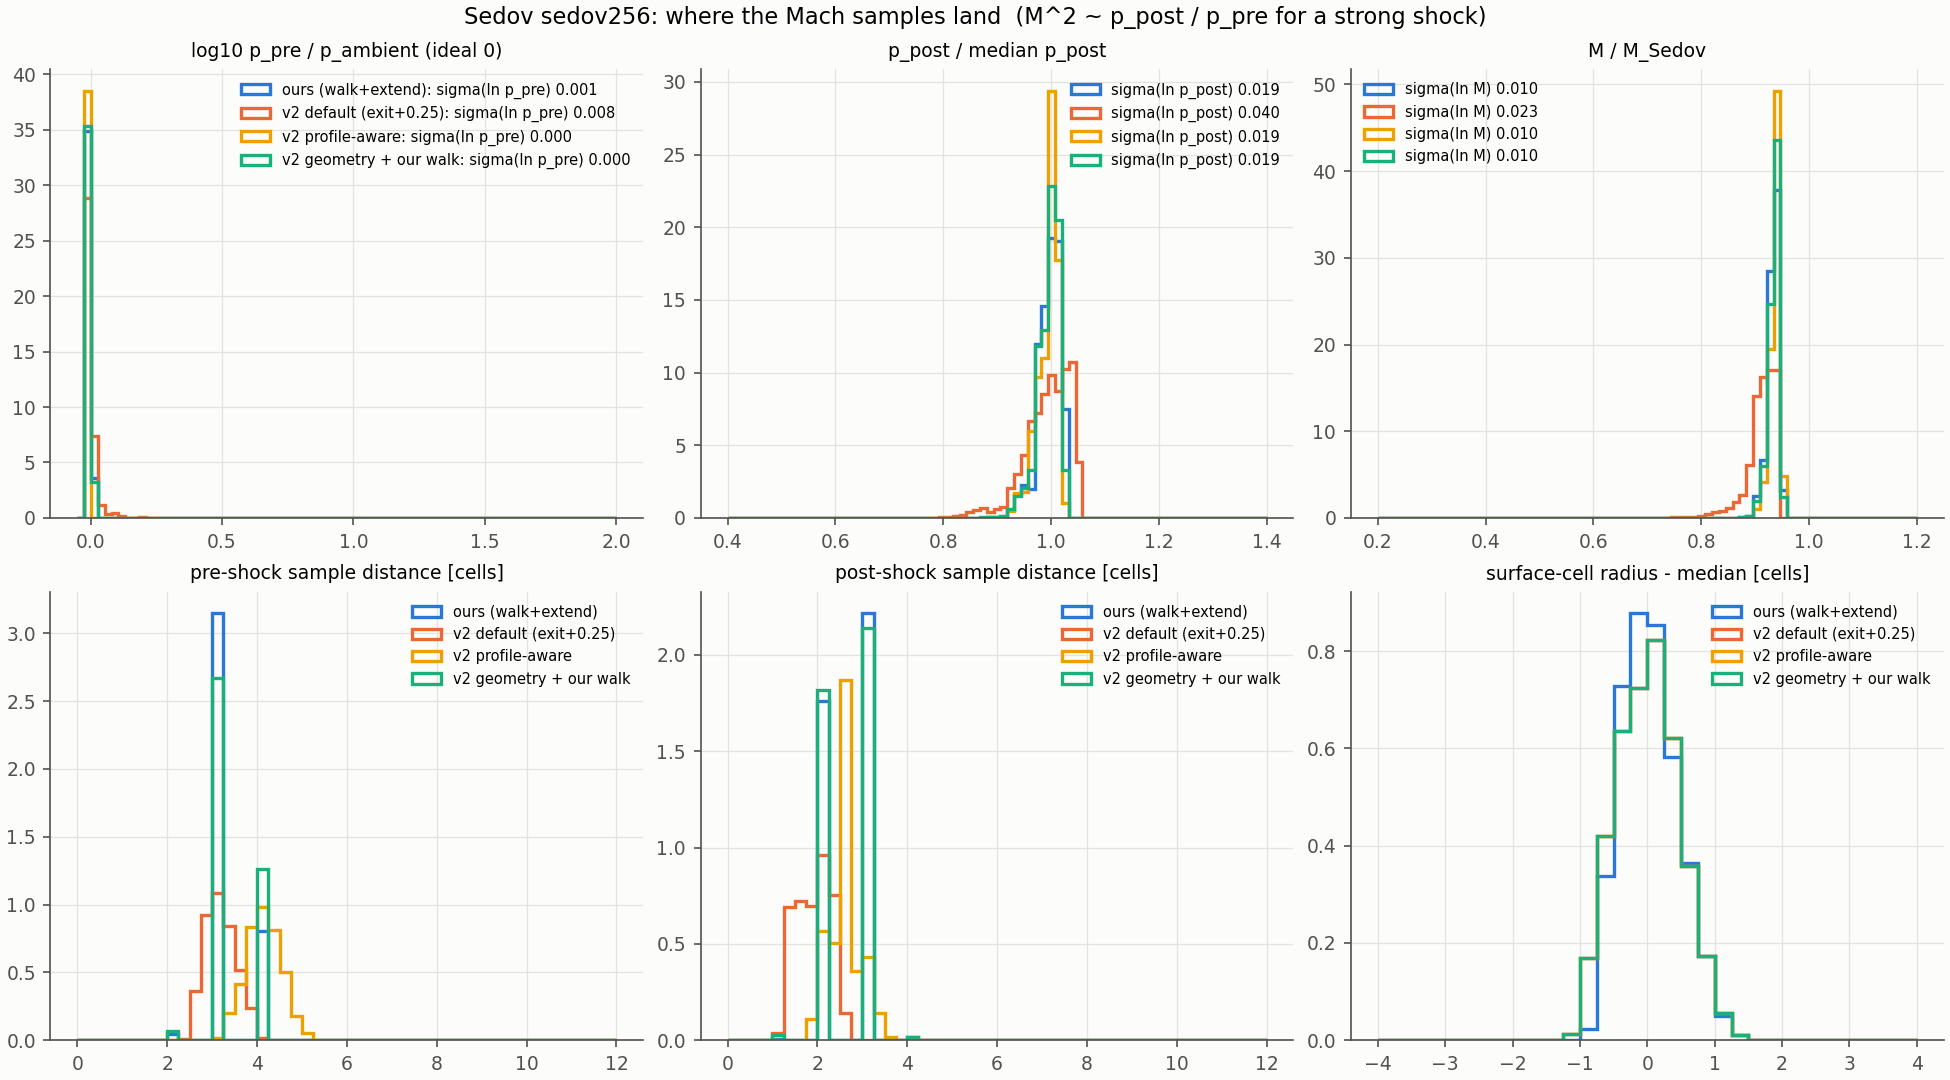 Sedov sedov256: where the Mach samples land  (M^2 ~ p_post / p_pre for a strong shock)
log10 p_pre / p_ambient (ideal 0)
40
35
30
25
20
15
10
5
0
0.0
0.5
1.0
1.5
2.0
ours (walk+extend): sigma(ln p_pre) 0.001
v2 default (exit+0.25): sigma(ln p_pre) 0.008
v2 profile-aware: sigma(ln p_pre) 0.000
v2 geometry + our walk: sigma(ln p_pre) 0.000
p_post / median p_post
30
25
20
15
10
5
0
0.4
0.6
0.8
1.0
1.2
1.4
sigma(ln p_post) 0.019
sigma(ln p_post) 0.040
sigma(ln p_post) 0.019
sigma(ln p_post) 0.019
M / M_Sedov
50
40
30
20
10
0
0.2
0.4
0.6
0.8
1.0
1.2
sigma(ln M) 0.010
sigma(ln M) 0.023
sigma(ln M) 0.010
sigma(ln M) 0.010
pre-shock sample distance [cells]
3.0
2.5
2.0
1.5
1.0
0.5
0.0
0
2
4
6
8
10
12
ours (walk+extend)
v2 default (exit+0.25)
v2 profile-aware
v2 geometry + our walk
post-shock sample distance [cells]
2.0
1.5
1.0
0.5
0.0
0
2
4
6
8
10
12
ours (walk+extend)
v2 default (exit+0.25)
v2 profile-aware
v2 geometry + our walk
surface-cell radius - median [cells]
0.8
0.6
0.4
0.2
0.0
−4
−3
−2
−1
0
1
2
3
4
ours (walk+extend)
v2 default (exit+0.25)
v2 profile-aware
v2 geometry + our walk